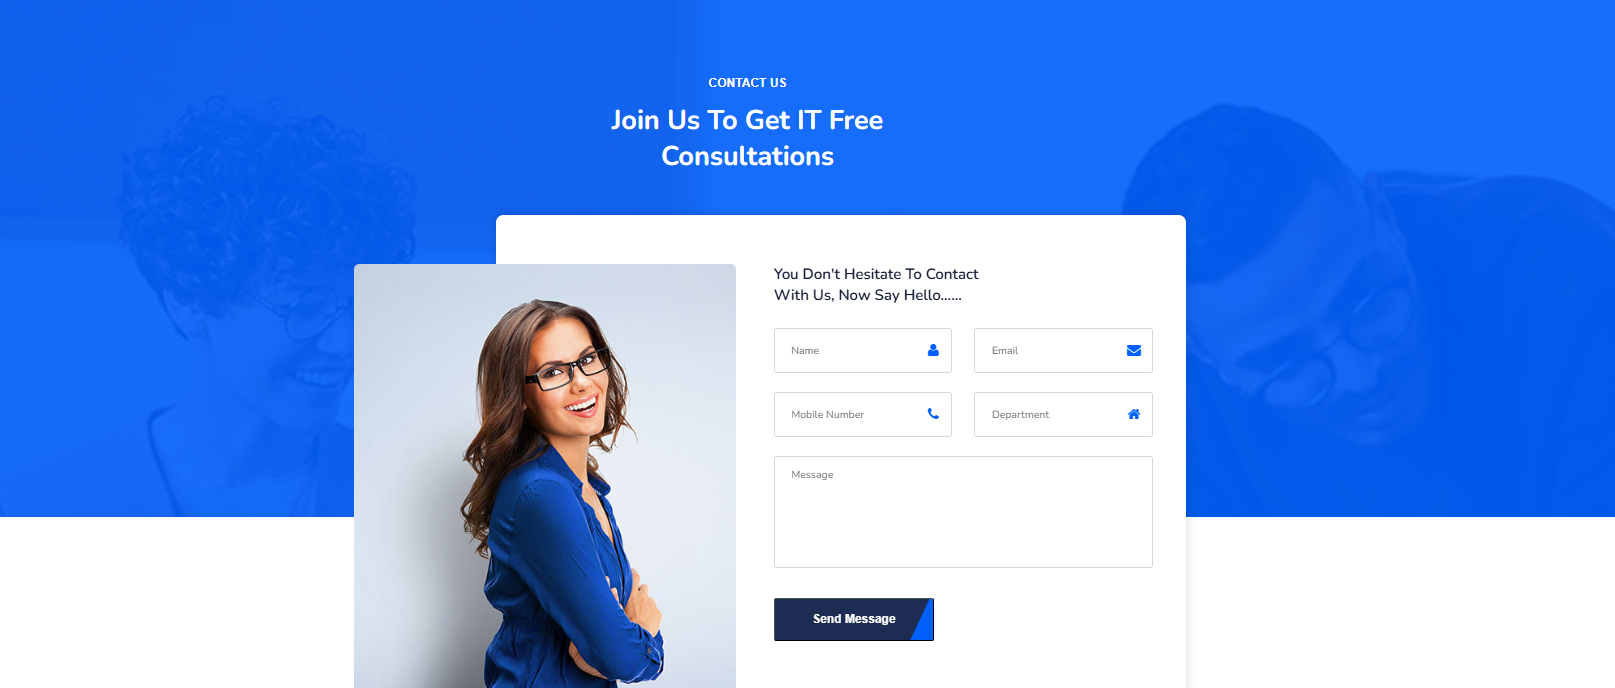 CONTACT US
Join Us To Get IT Free
Consultations
You Don't Hesitate To Contact
With Us, Now Say Hello......
Name
Email
Mobile Number
Department
Message
Send Message